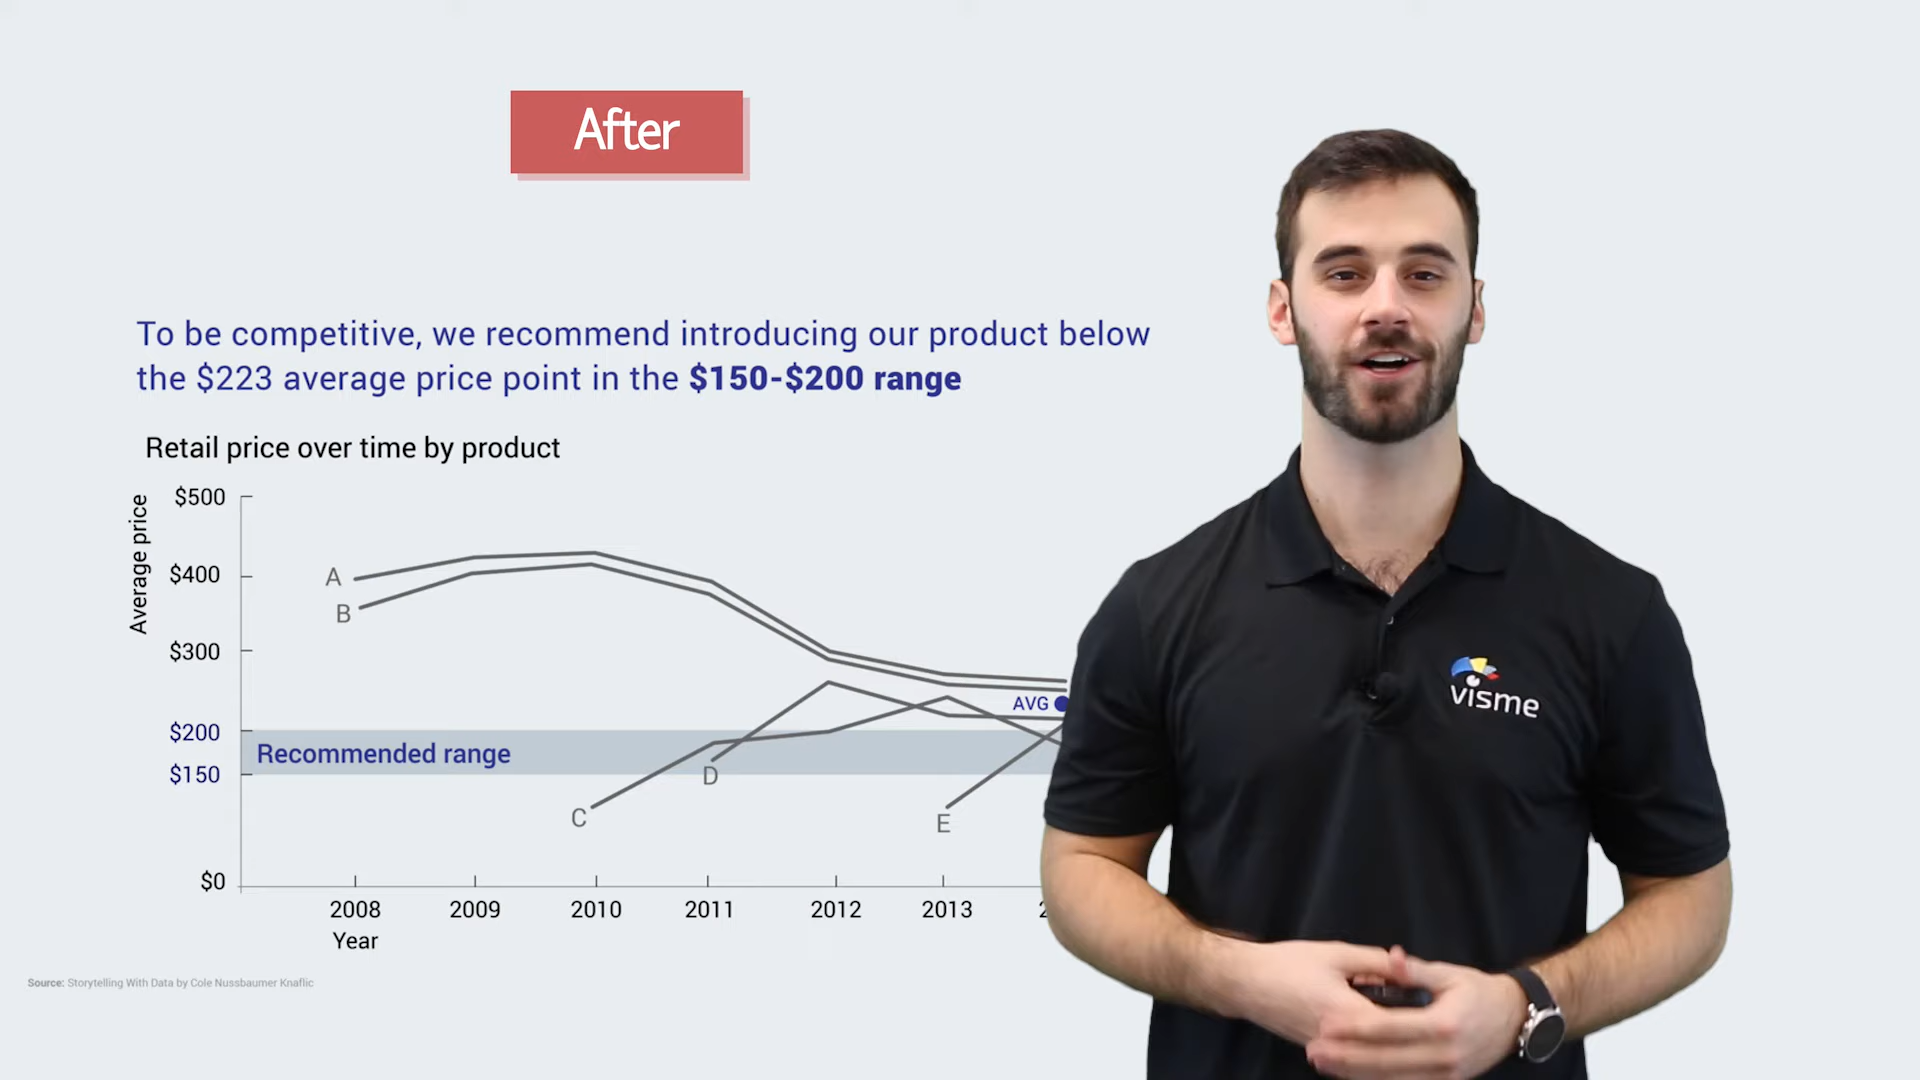 After
To be competitive, we recommend introducing our product below
the $223 average price point in the $150-$200 range
Retail price over time by product
Average price
$500
$400
$300
$200
$150
$0
A
B
C
D
E
AVG
Recommended range
2008 2009 2010 2011 2012 2013 2
Year
Source: Storytelling With Data by Cole Nussbaumer Knaflic
visme